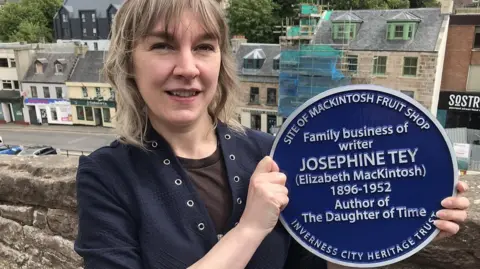 SITE OF MACKINTOSH FRUIT SHOP
Family business of
writer
JOSEPHINE TEY
(Elizabeth MacKintosh)
1896-1952
Author of
The Daughter of Time
INVERNESS CITY HERITAGE TRUST
SOSTR